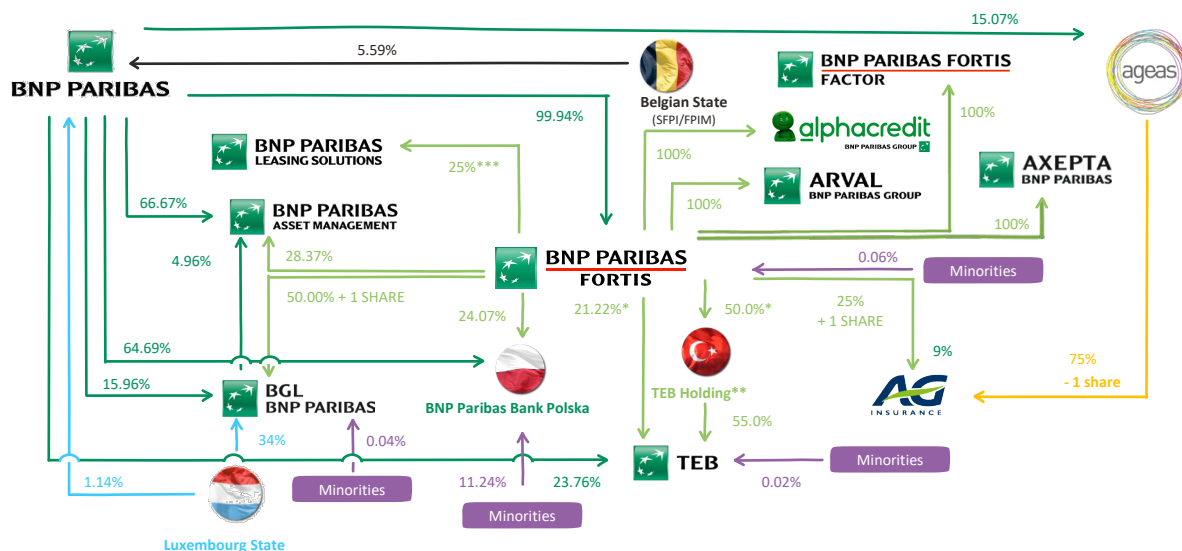 15.07%
5.59%
BNP PARIBAS
ageas
BNP PARIBAS FORTIS
FACTOR
Belgian State
(SFPI/FPIM)
99.94%
100%
alphacredit
BNP PARIBAS GROUP
BNP PARIBAS
LEASING SOLUTIONS
25%***
100%
ARVAL
BNP PARIBAS GROUP
AXEPTA
BNP PARIBAS
66.67%
BNP PARIBAS
ASSET MANAGEMENT
100%
100%
4.96%
28.37%
BNP PARIBAS
FORTIS
0.06%
Minorities
50.00% + 1 SHARE
24.07%
21.22%*
50.0%*
25%
+ 1 SHARE
64.69%
9%
75%
- 1 share
15.96%
BGL
BNP PARIBAS
BNP Paribas Bank Polska
TEB Holding**
AG
INSURANCE
34%
0.04%
55.0%
TEB
Minorities
1.14%
Minorities
11.24%
23.76%
0.02%
Minorities
Luxembourg State